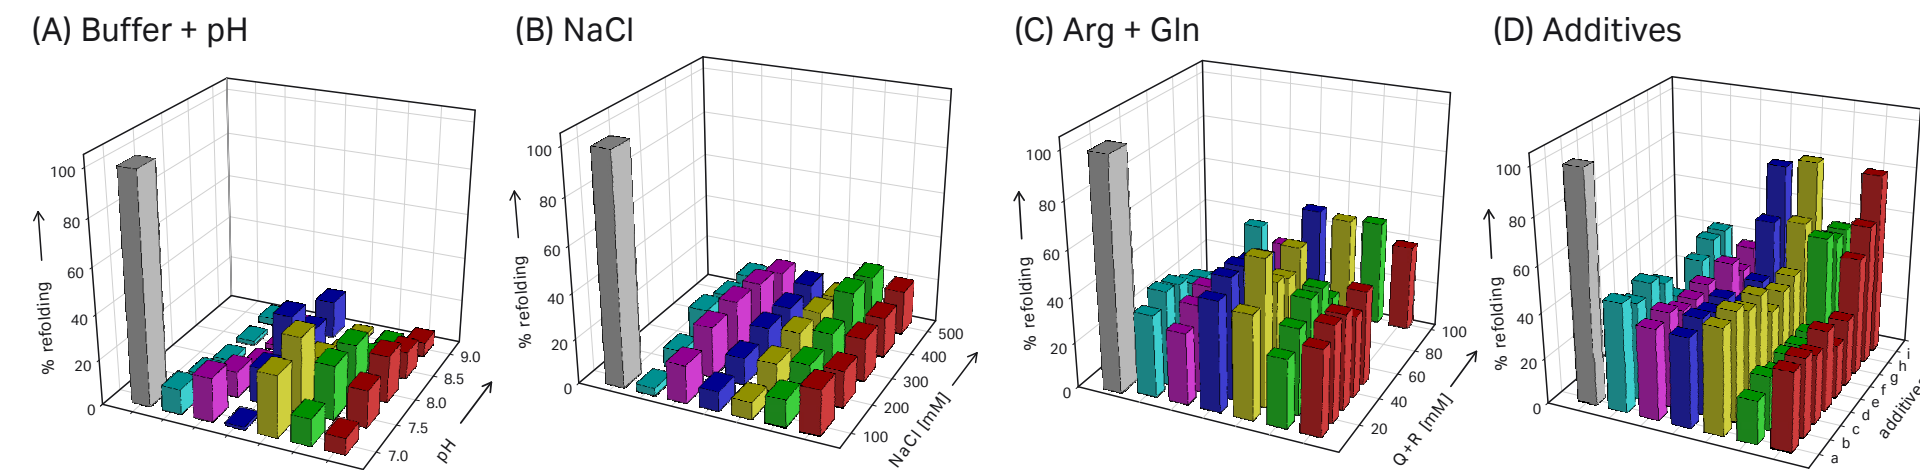 (A) Buffer + pH
(B) NaCl
(C) Arg + Gln
(D) Additives
% refolding
100
80
60
40
20
0
7.0
7.5
8.0
8.5
9.0
pH
% refolding
100
80
60
40
20
0
100
200
300
400
500
NaCl [mM]
% refolding
100
80
60
40
20
0
20
40
60
80
100
Q+R [mM]
% refolding
100
80
60
40
20
0
a
b
c
d
e
f
g
h
i
additive